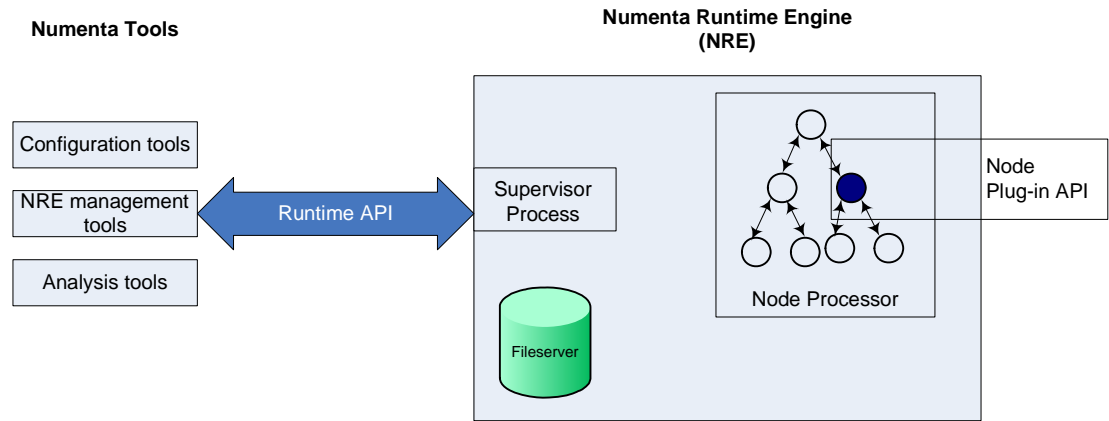 Numenta Tools
Numenta Runtime Engine
(NRE)
Configuration tools
NRE management
tools
Analysis tools
Runtime API
Supervisor
Process
Fileserver
Node
Plug-in API
Node Processor